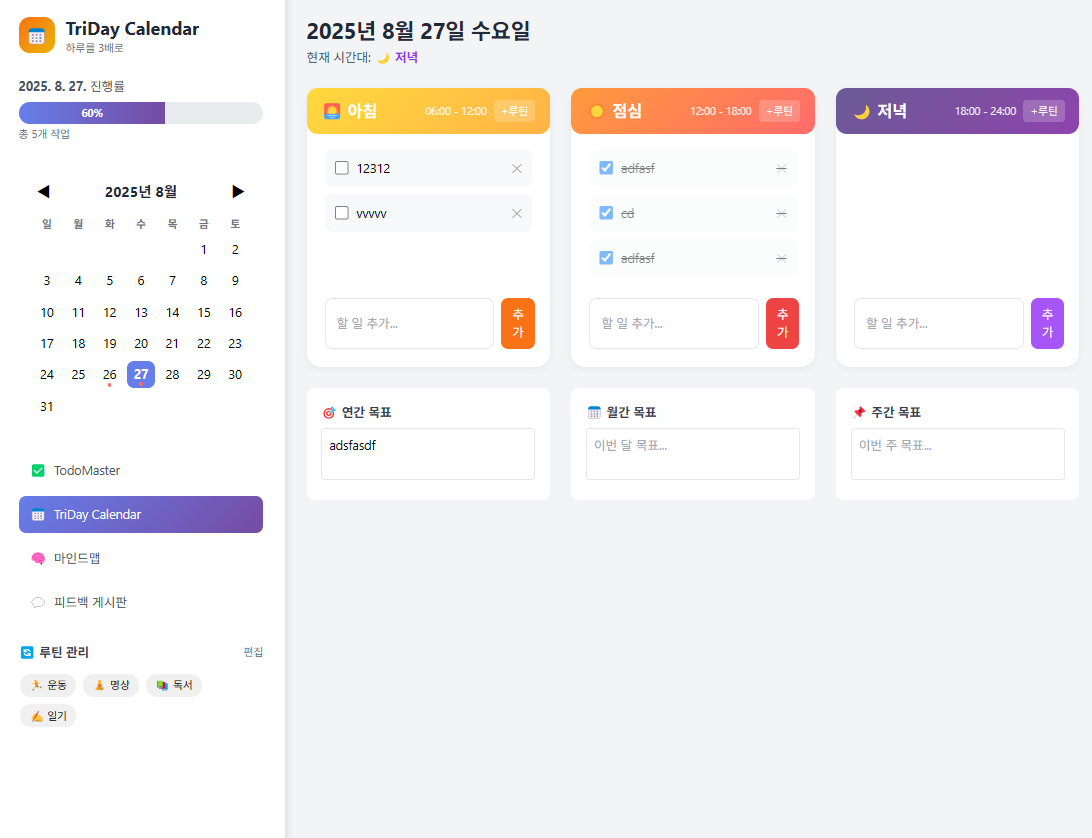 TriDay Calendar
하루를 3배로
2025. 8. 27. 진행률
60%
총 5개 작업
◀ 2025년 8월 ▶
일 월 화 수 목 금 토
1 2
3 4 5 6 7 8 9
10 11 12 13 14 15 16
17 18 19 20 21 22 23
24 25 26 27 28 29 30
31
TodoMaster
TriDay Calendar
마인드맵
피드백 게시판
루틴 관리 편집
운동 명상 독서
일기
2025년 8월 27일 수요일
현재 시간대: 저녁
아침 06:00 - 12:00 +루틴
12312
vvvvv
할 일 추가...
추
가
점심 12:00 - 18:00 +루틴
adfasf
cd
adfasf
할 일 추가...
추
가
저녁 18:00 - 24:00 +루틴
할 일 추가...
추
가
연간 목표
adsfasdf
월간 목표
이번 달 목표...
주간 목표
이번 주 목표...